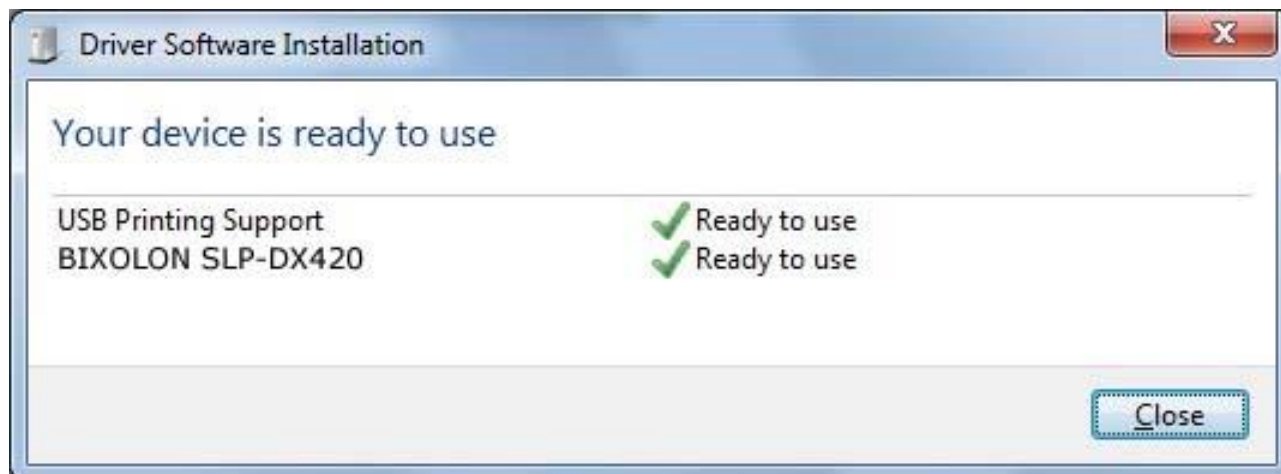 Driver Software Installation
Your device is ready to use
USB Printing Support Ready to use
BIXOLON SLP-DX420 Ready to use
Close